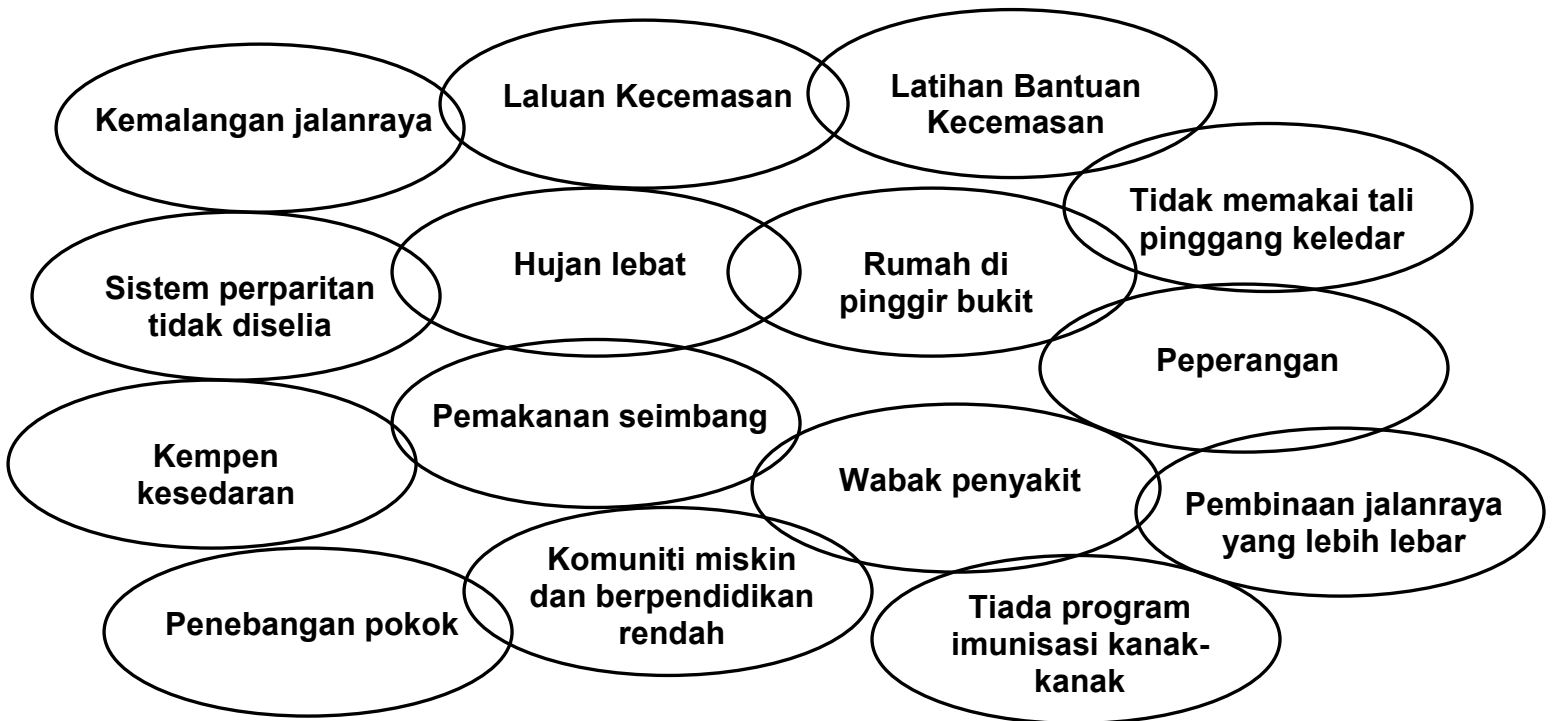 Kemalangan jalanraya
Laluan Kecemasan
Latihan Bantuan
Kecemasan
Tidak memakai tali
pinggang keledar
Sistem perparitan
tidak diselia
Hujan lebat
Rumah di
pinggir bukit
Peperangan
Kempen
kesedaran
Pemakanan seimbang
Wabak penyakit
Pembinaan jalanraya
yang lebih lebar
Penebangan pokok
Komuniti miskin
dan berpendidikan
rendah
Tiada program
imunisasi kanak-
kanak